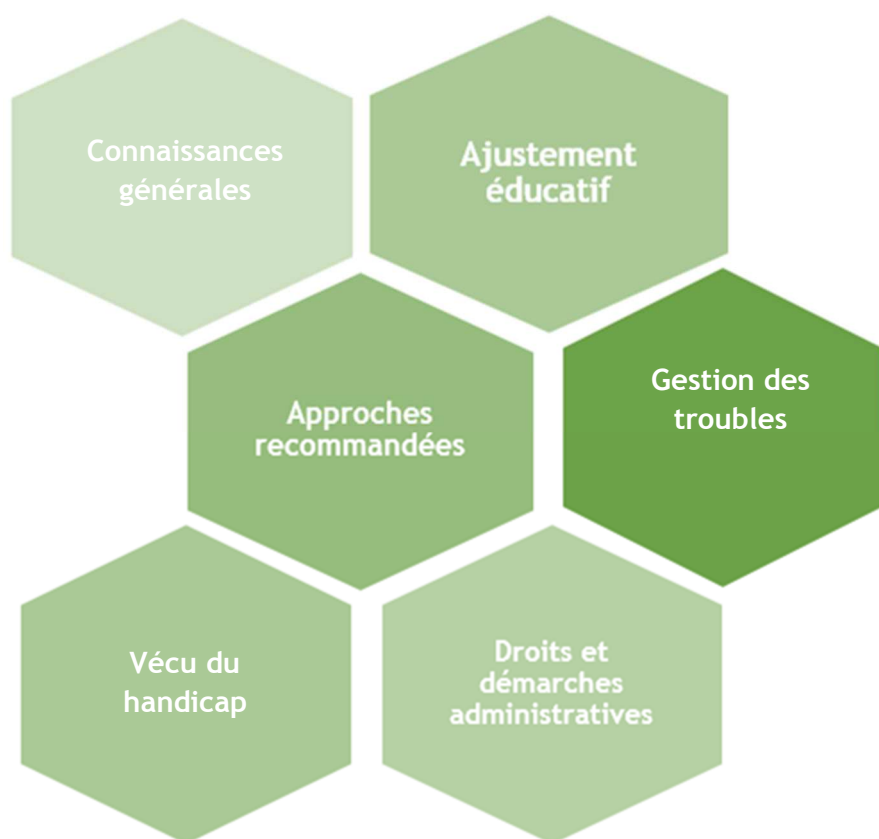 Connaissances
générales
Ajustement
éducatif
Approches
recommandées
Gestion des
troubles
Vécu du
handicap
Droits et
démarches
administratives